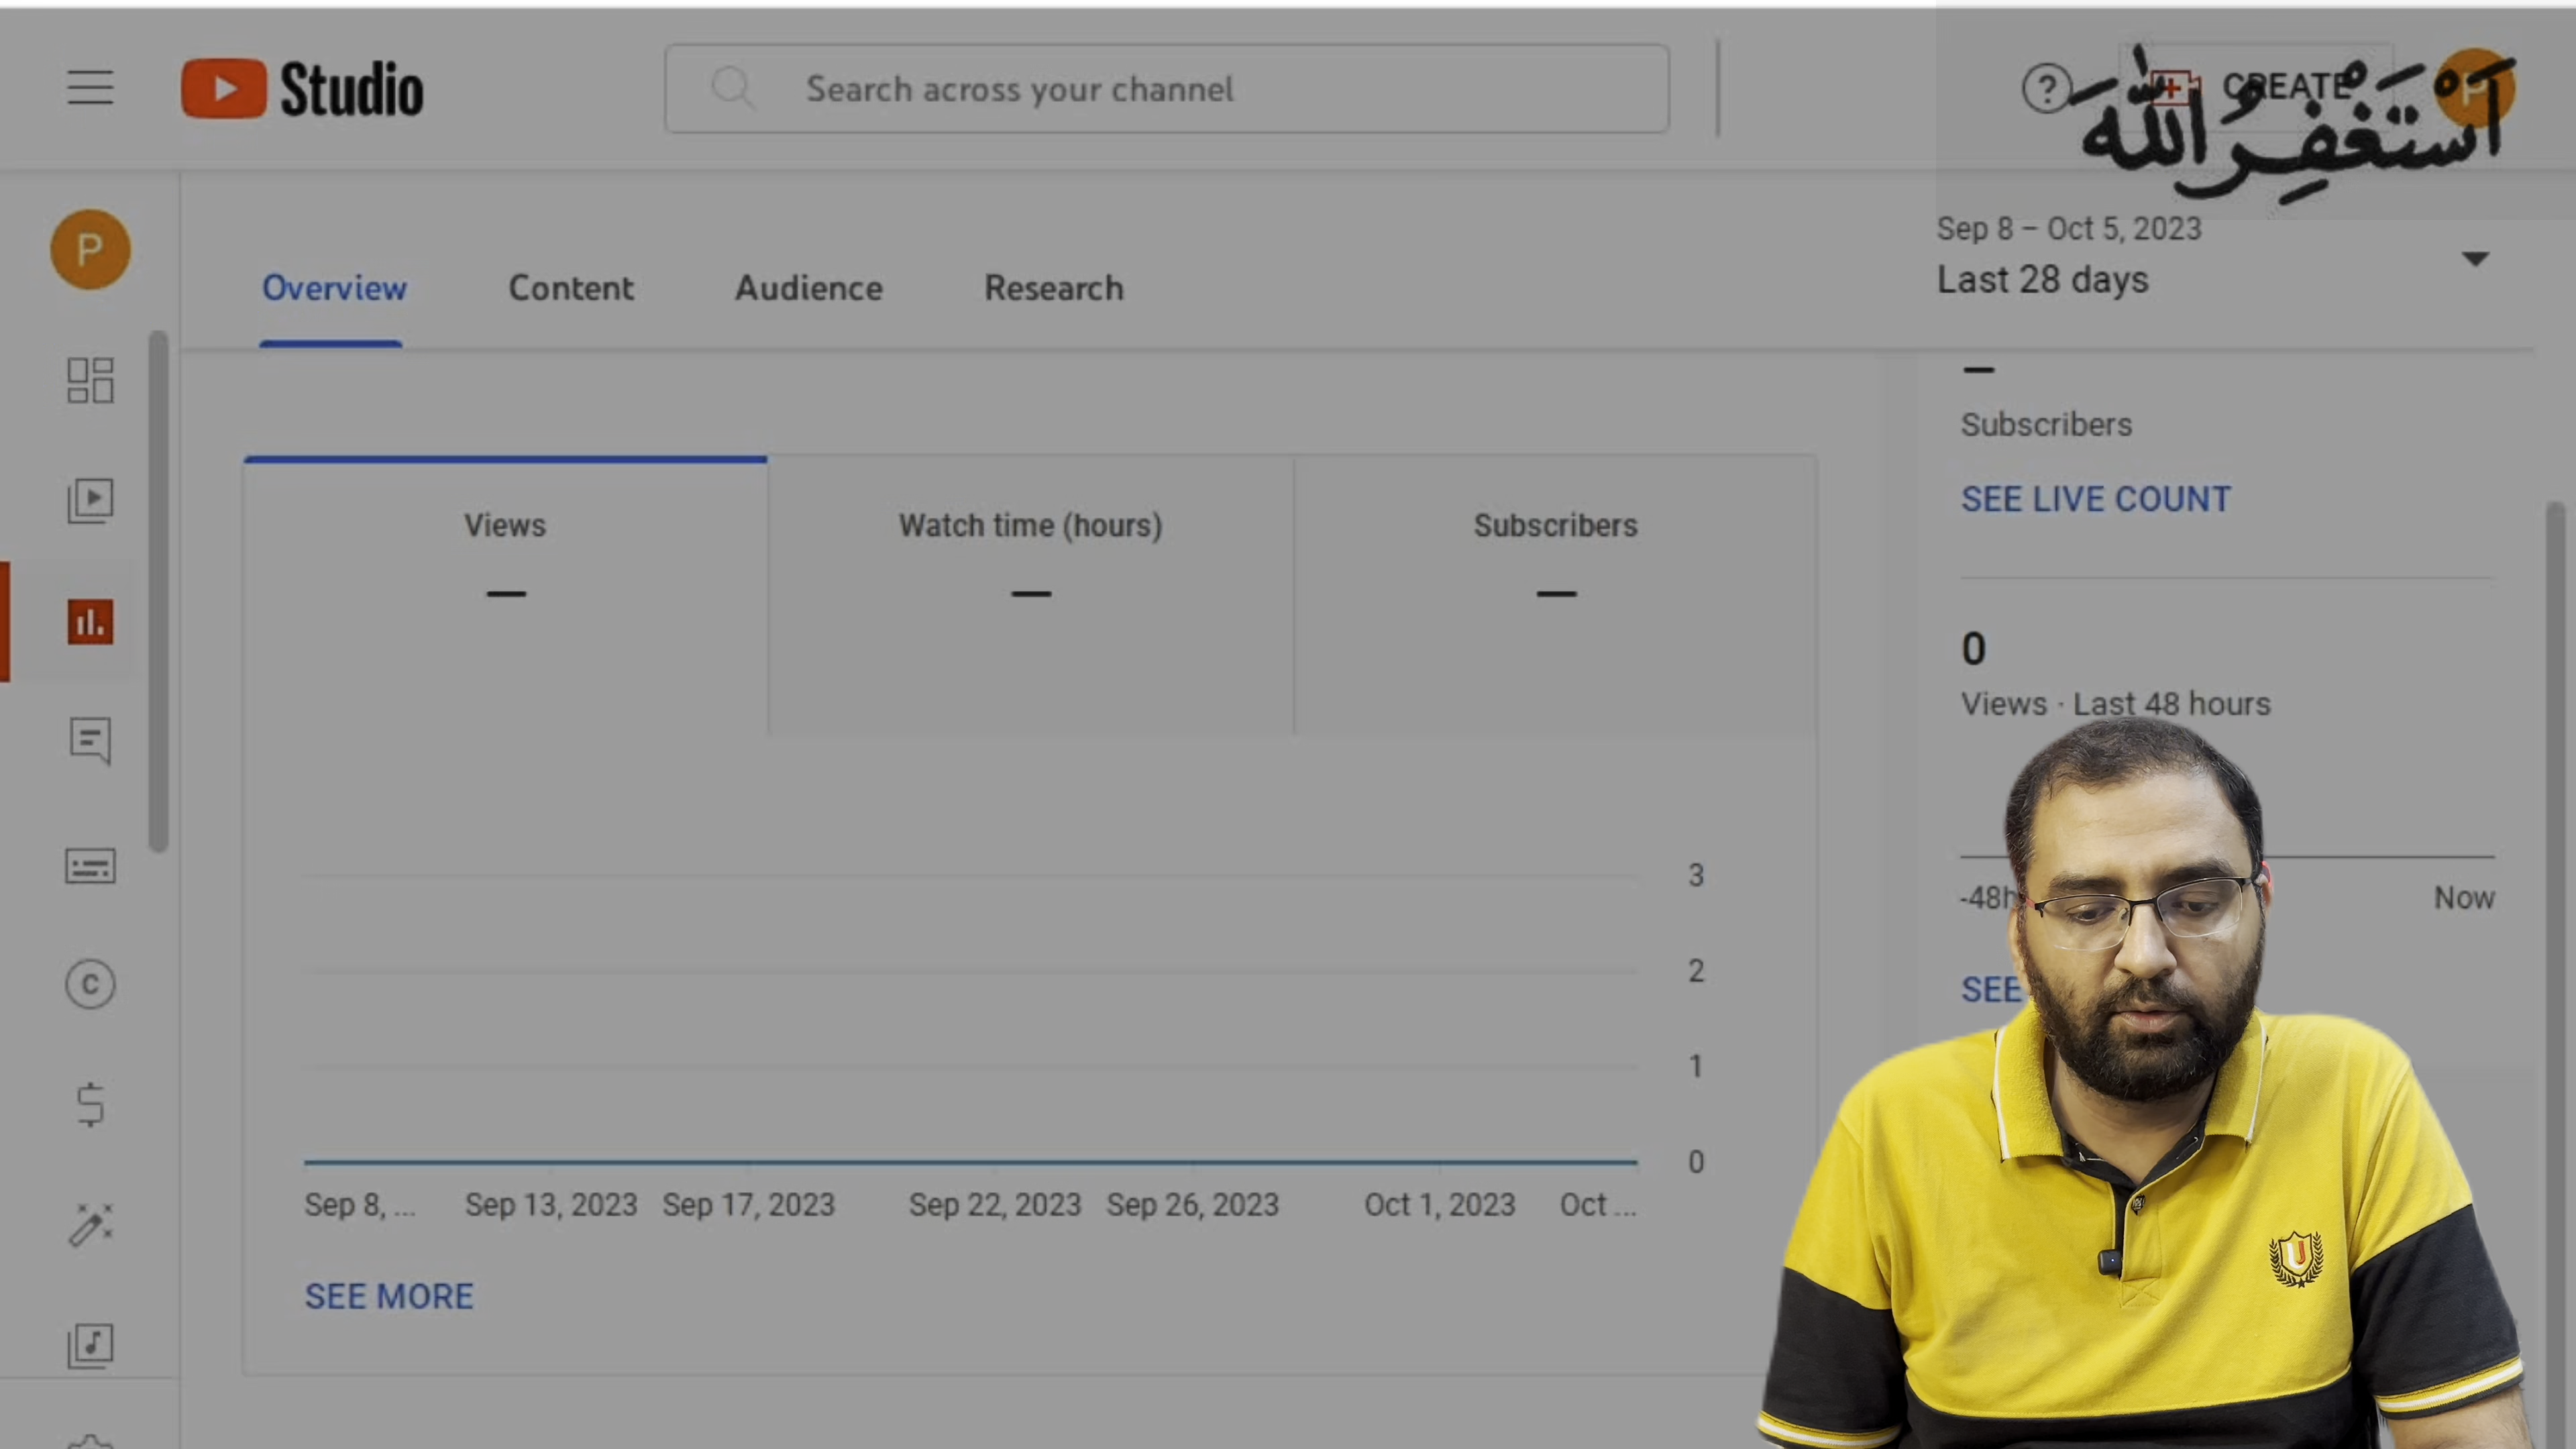 Studio
Search across your channel
?
CREATE
P
أَسْتَغْفِرُ اللّٰهَ
P
Overview
Content
Audience
Research
Sep 8 – Oct 5, 2023
Last 28 days
—
Subscribers
SEE LIVE COUNT
Views
Watch time (hours)
Subscribers
—
—
—
0
Views · Last 48 hours
-48h
Now
SEE
3
2
1
0
Sep 8, ...
Sep 13, 2023
Sep 17, 2023
Sep 22, 2023
Sep 26, 2023
Oct 1, 2023
Oct ...
SEE MORE
C
U